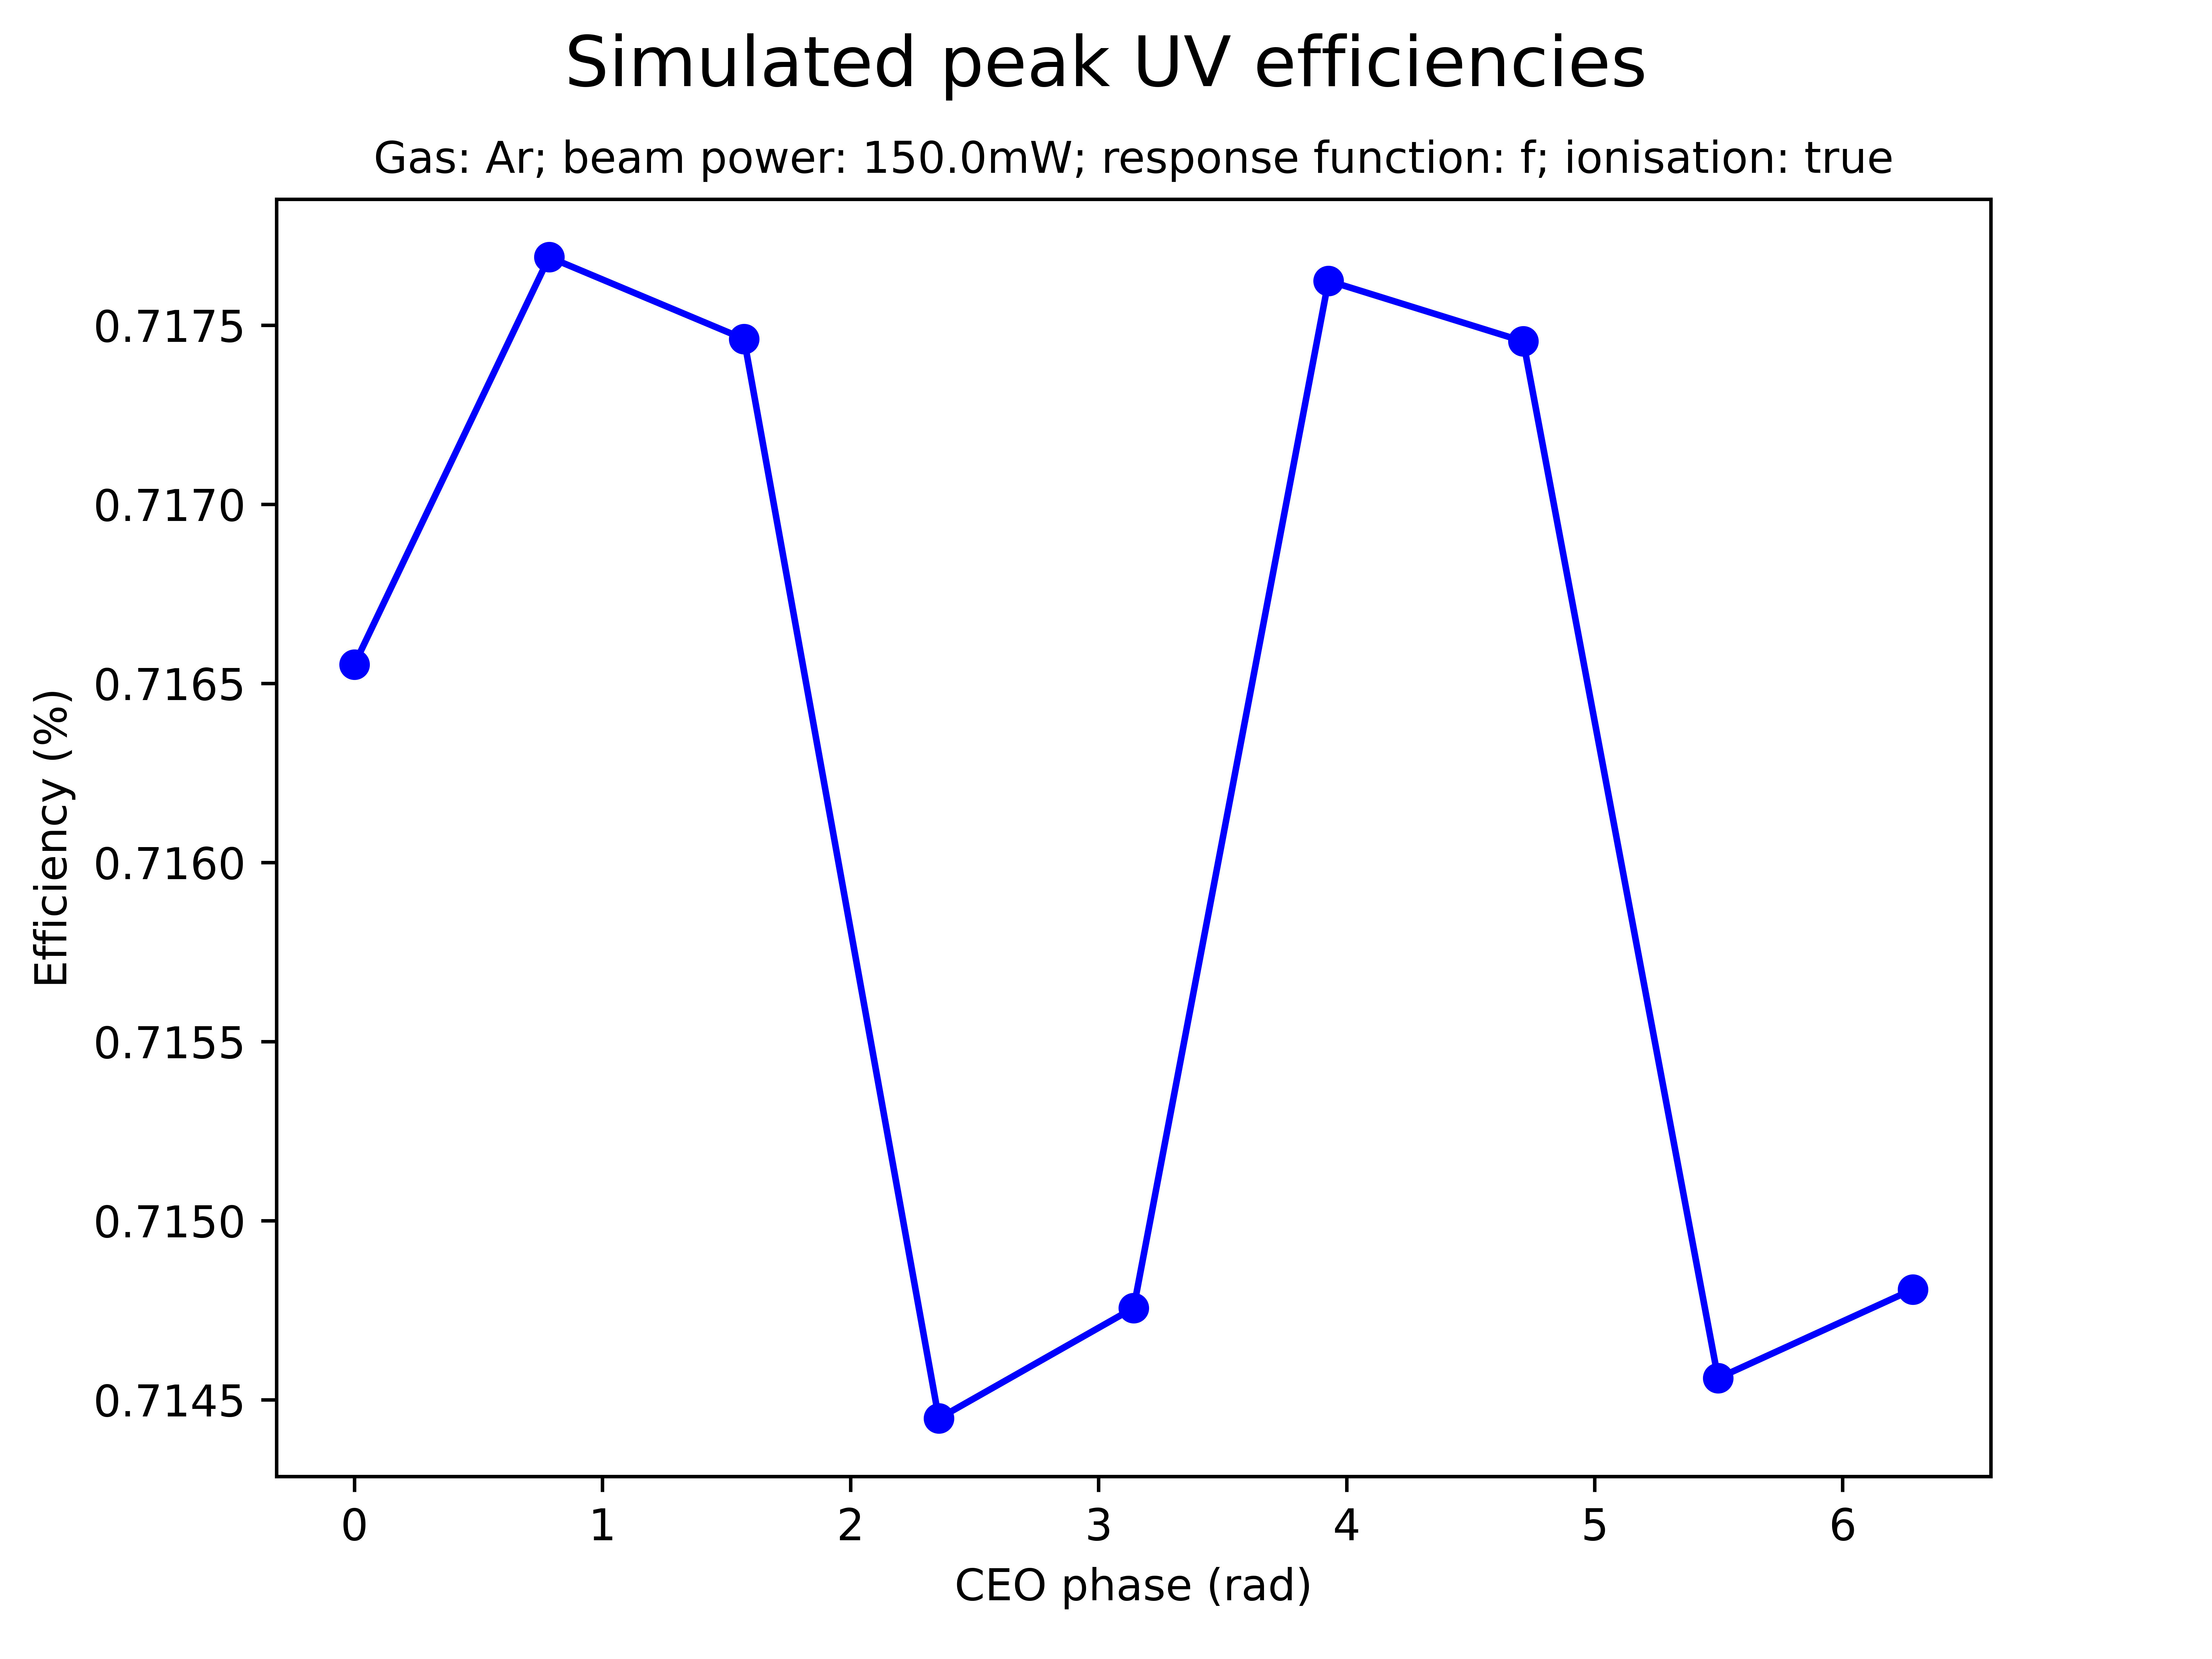 Simulated peak UV efficiencies
Gas: Ar; beam power: 150.0mW; response function: f; ionisation: true
0.7175
0.7170
0.7165
0.7160
0.7155
0.7150
0.7145
Efficiency (%)
0 1 2 3 4 5 6
CEO phase (rad)